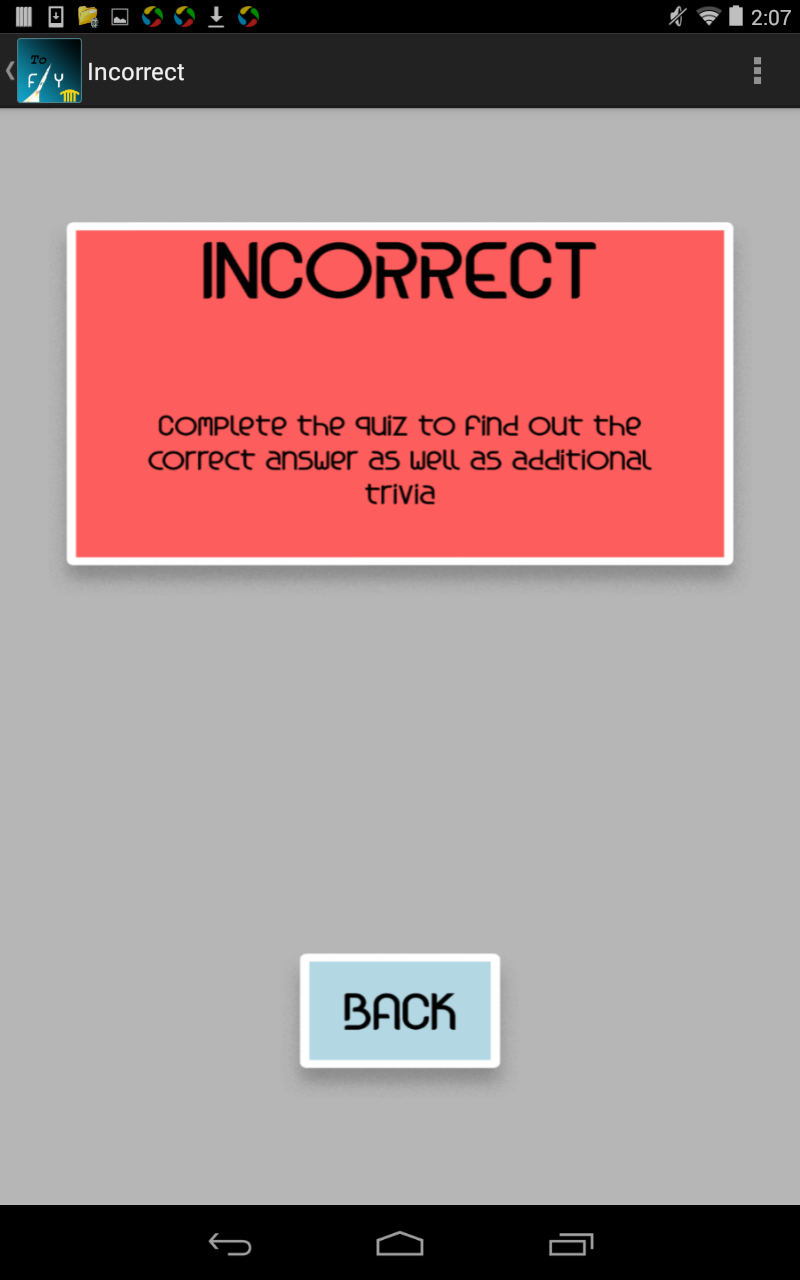 2:07
To
F/Y
Incorrect
INCORRECT
Complete the quiz to find out the
correct answer as well as additional
trivia
BACK